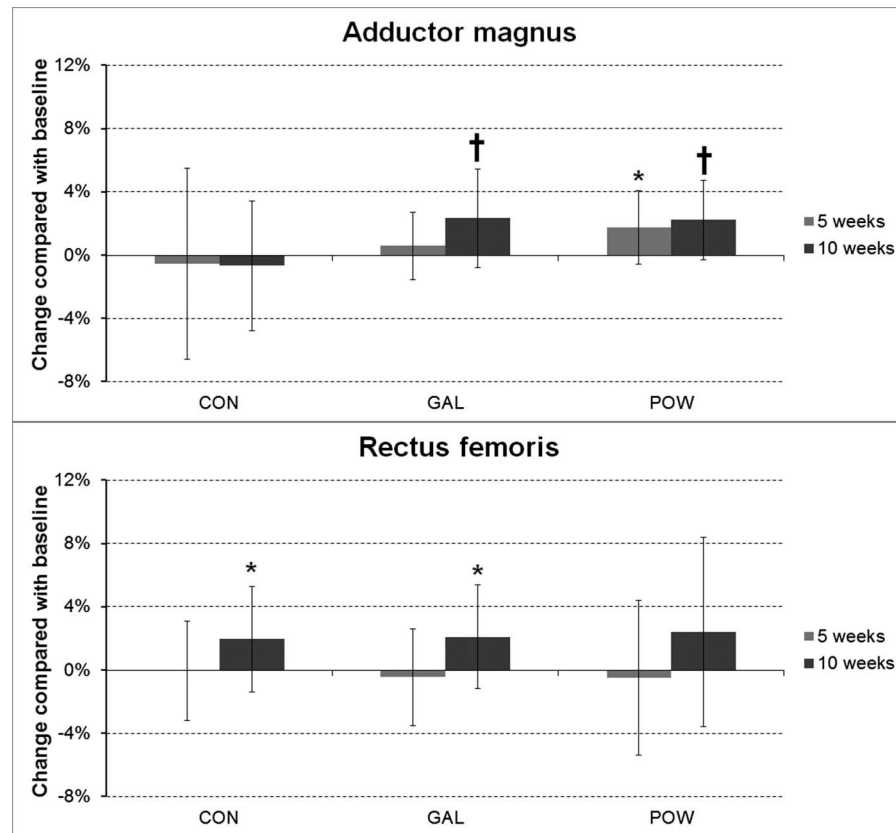 Adductor magnus
Change compared with baseline
12%
8%
4%
0%
-4%
-8%
†
*
†
CON GAL POW
5 weeks
10 weeks
Rectus femoris
Change compared with baseline
12%
8%
4%
0%
-4%
-8%
*
*
CON GAL POW
5 weeks
10 weeks